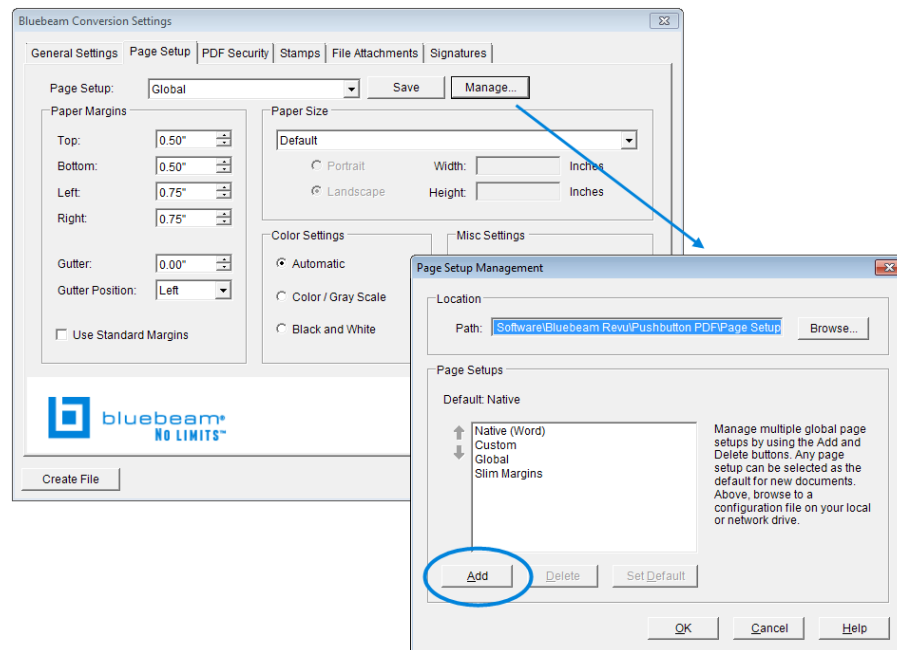 Bluebeam Conversion Settings
General Settings Page Setup PDF Security Stamps File Attachments Signatures
Page Setup: Global Save Manage...
Paper Margins
Top: 0.50"
Bottom: 0.50"
Left: 0.75"
Right: 0.75"
Gutter: 0.00"
Gutter Position: Left
Use Standard Margins
Paper Size
Default
Portrait Width: Inches
Landscape Height: Inches
Color Settings
Automatic
Color / Gray Scale
Black and White
Misc Settings
bluebeam®
NO LIMITS™
Create File
Page Setup Management
Location
Path: Software\Bluebeam Revu\Pushbutton PDF\Page Setup Browse...
Page Setups
Default: Native
Native (Word)
Custom
Global
Slim Margins
Manage multiple global page
setups by using the Add and
Delete buttons. Any page
setup can be selected as the
default for new documents.
Above, browse to a
configuration file on your local
or network drive.
Add Delete Set Default
OK Cancel Help